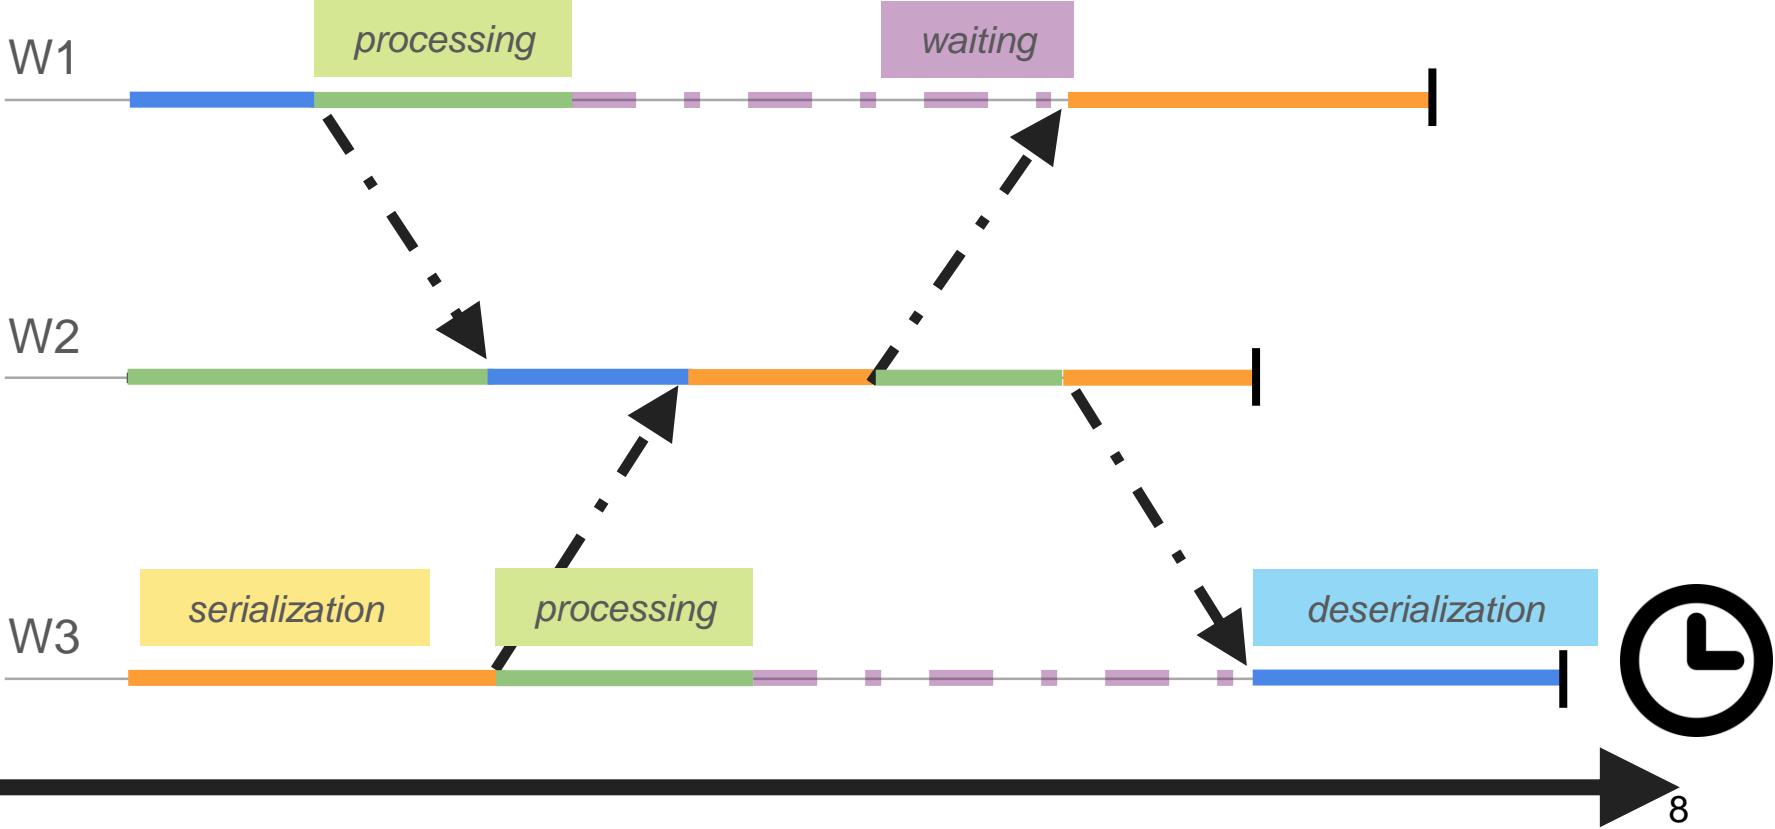 processing
waiting
W1
W2
serialization
processing
deserialization
W3
8